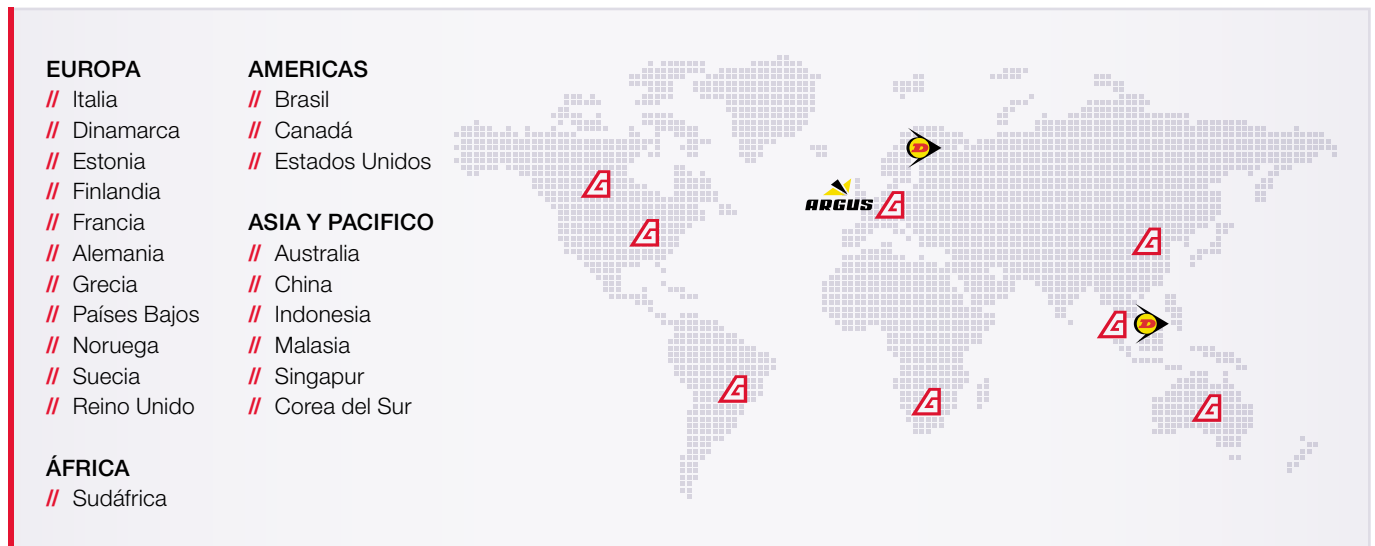 EUROPA
// Italia
// Dinamarca
// Estonia
// Finlandia
// Francia
// Alemania
// Grecia
// Países Bajos
// Noruega
// Suecia
// Reino Unido
ÁFRICA
// Sudáfrica
AMERICAS
// Brasil
// Canadá
// Estados Unidos
ASIA Y PACIFICO
// Australia
// China
// Indonesia
// Malasia
// Singapur
// Corea del Sur
D
ARGUS
D